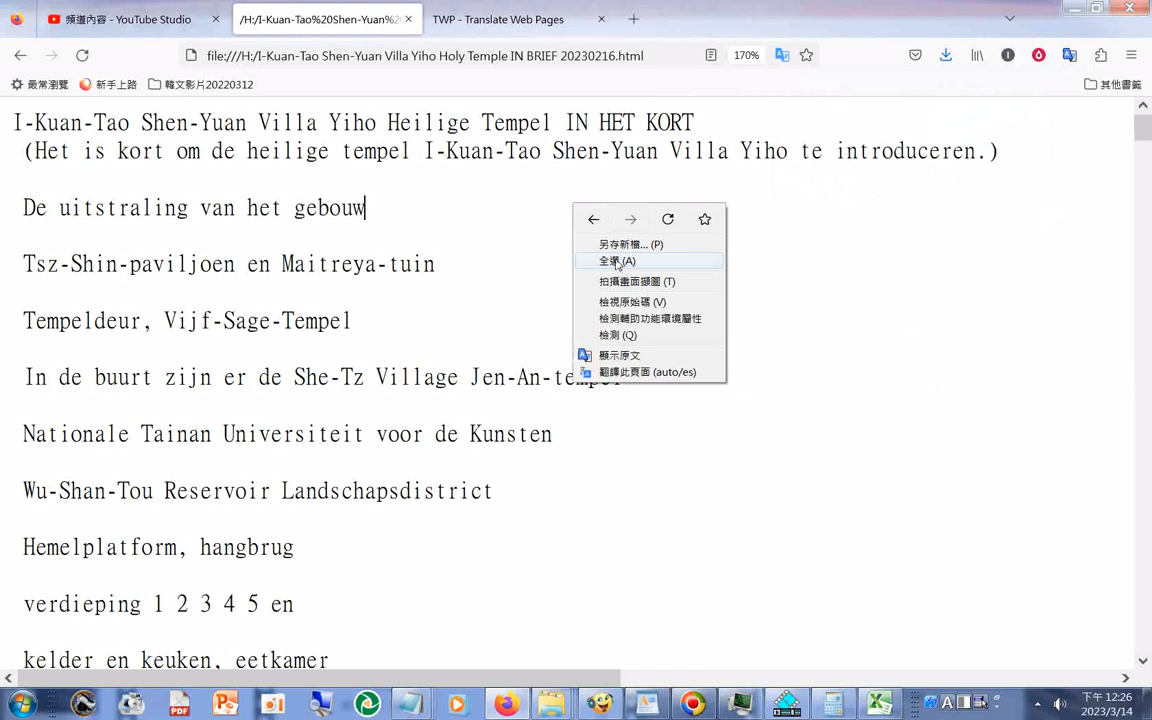 頻道內容 - YouTube Studio
/H:/I-Kuan-Tao%20Shen-Yuan%2
TWP - Translate Web Pages
file:///H:/I-Kuan-Tao Shen-Yuan Villa Yiho Holy Temple IN BRIEF 20230216.html
170%
最常瀏覽
新手上路
韓文影片20220312
其他書籤
I-Kuan-Tao Shen-Yuan Villa Yiho Heilige Tempel IN HET KORT
(Het is kort om de heilige tempel I-Kuan-Tao Shen-Yuan Villa Yiho te introduceren.)
De uitstraling van het gebouw
Tsz-Shin-paviljoen en Maitreya-tuin
Tempeldeur, Vijf-Sage-Tempel
In de buurt zijn er de She-Tz Village Jen-An-tempel
Nationale Tainan Universiteit voor de Kunsten
Wu-Shan-Tou Reservoir Landschapsdistrict
Hemelplatform, hangbrug
verdieping 1 2 3 4 5 en
kelder en keuken, eetkamer
另存新檔... (P)
全選 (A)
拍攝畫面擷圖 (T)
檢視原始碼 (V)
檢測輔助功能環境屬性
檢測 (Q)
顯示原文
翻譯此頁面 (auto/es)
下午 12:26
2023/3/14